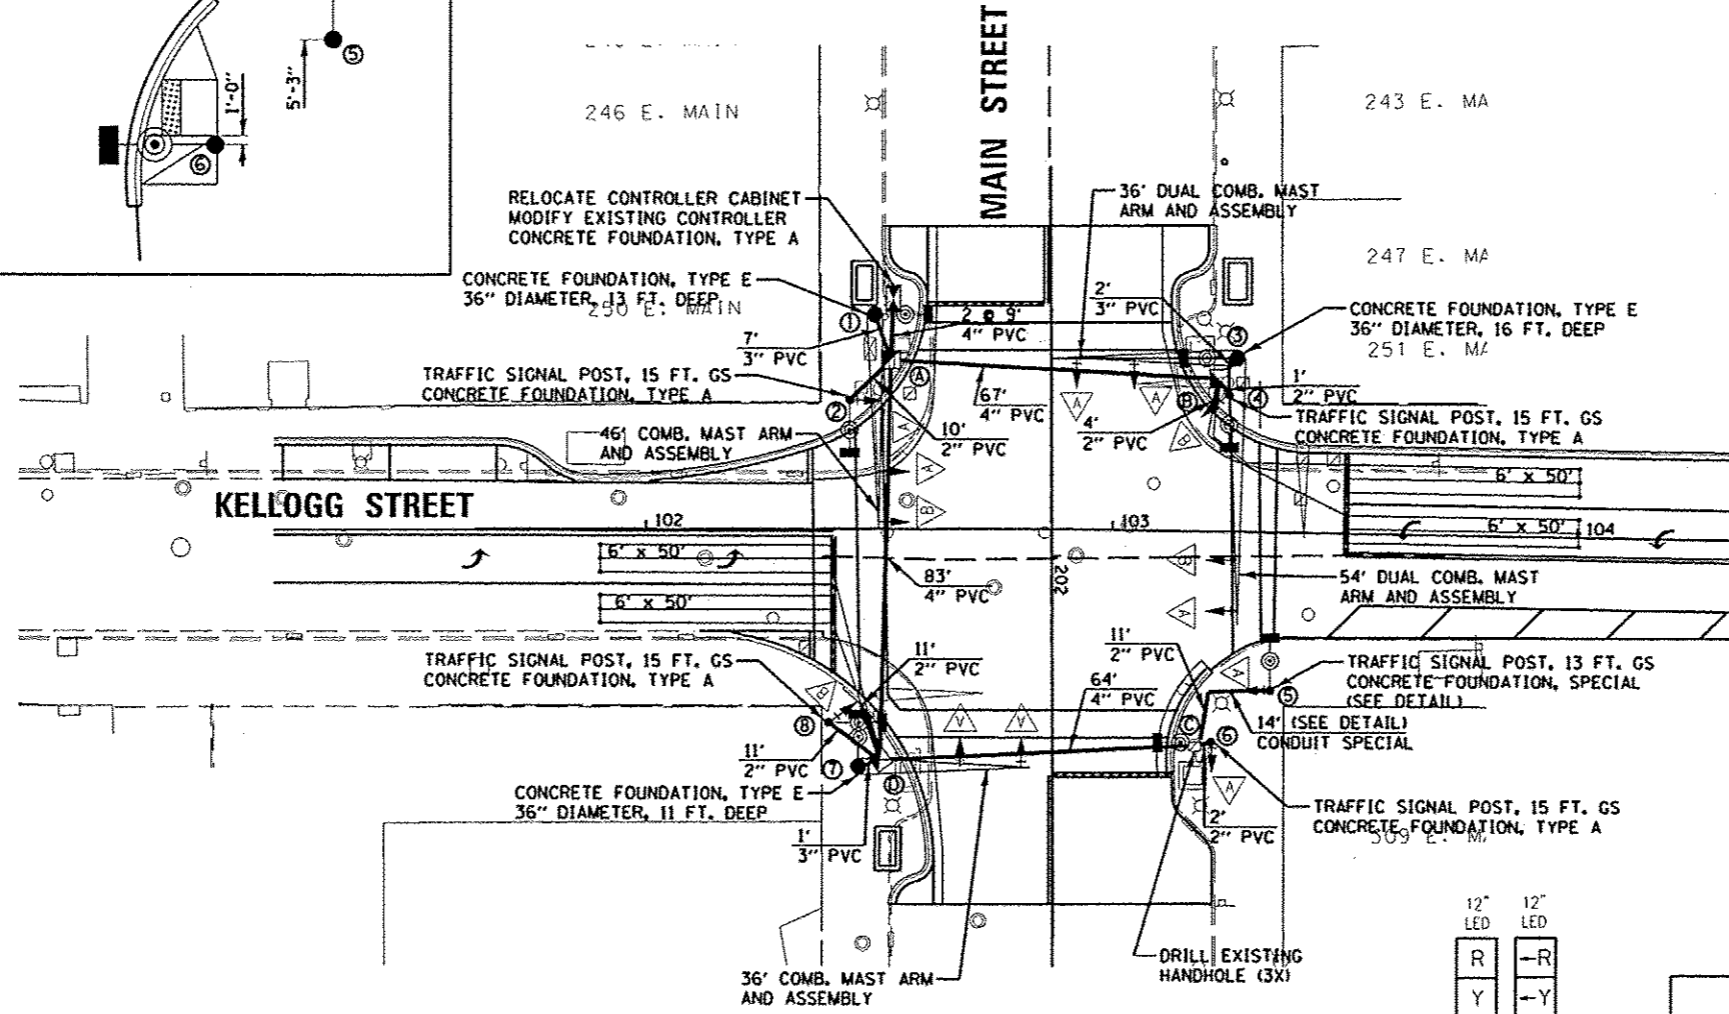 5'-3"
1'-0"
5
6
246 E. MAIN
MAIN STREET
243 E. MA
RELOCATE CONTROLLER CABINET
MODIFY EXISTING CONTROLLER
CONCRETE FOUNDATION, TYPE A
36' DUAL COMB. MAST
ARM AND ASSEMBLY
247 E. MA
CONCRETE FOUNDATION, TYPE E
36" DIAMETER, 13 FT. DEEP
250 E. MAIN
1
2 @ 9'
4" PVC
2'
3" PVC
3
CONCRETE FOUNDATION, TYPE E
36" DIAMETER, 16 FT. DEEP
251 E. MA
7'
3" PVC
TRAFFIC SIGNAL POST, 15 FT. GS
CONCRETE FOUNDATION, TYPE A
2
A
67'
4" PVC
A
A
B
4
1'
2" PVC
TRAFFIC SIGNAL POST, 15 FT. GS
CONCRETE FOUNDATION, TYPE A
4'
2" PVC
B
46' COMB. MAST ARM
AND ASSEMBLY
A
10'
2" PVC
A
B
KELLOGG STREET
102
103
104
6' x 50'
6' x 50'
6' x 50'
6' x 50'
83'
4" PVC
202
B
A
54' DUAL COMB. MAST
ARM AND ASSEMBLY
TRAFFIC SIGNAL POST, 15 FT. GS
CONCRETE FOUNDATION, TYPE A
11'
2" PVC
11'
2" PVC
64'
4" PVC
A
TRAFFIC SIGNAL POST, 13 FT. GS
CONCRETE FOUNDATION, SPECIAL
(SEE DETAIL)
5
14' (SEE DETAIL)
CONDUIT SPECIAL
B
8
A
A
C
6
11'
2" PVC
7
D
A
CONCRETE FOUNDATION, TYPE E
36" DIAMETER, 11 FT. DEEP
1'
3" PVC
2'
2" PVC
TRAFFIC SIGNAL POST, 15 FT. GS
CONCRETE FOUNDATION, TYPE A
309 E. M
36' COMB. MAST ARM
AND ASSEMBLY
DRILL EXISTING
HANDHOLE (3X)
12" 12"
LED LED
R ←R
Y ←Y